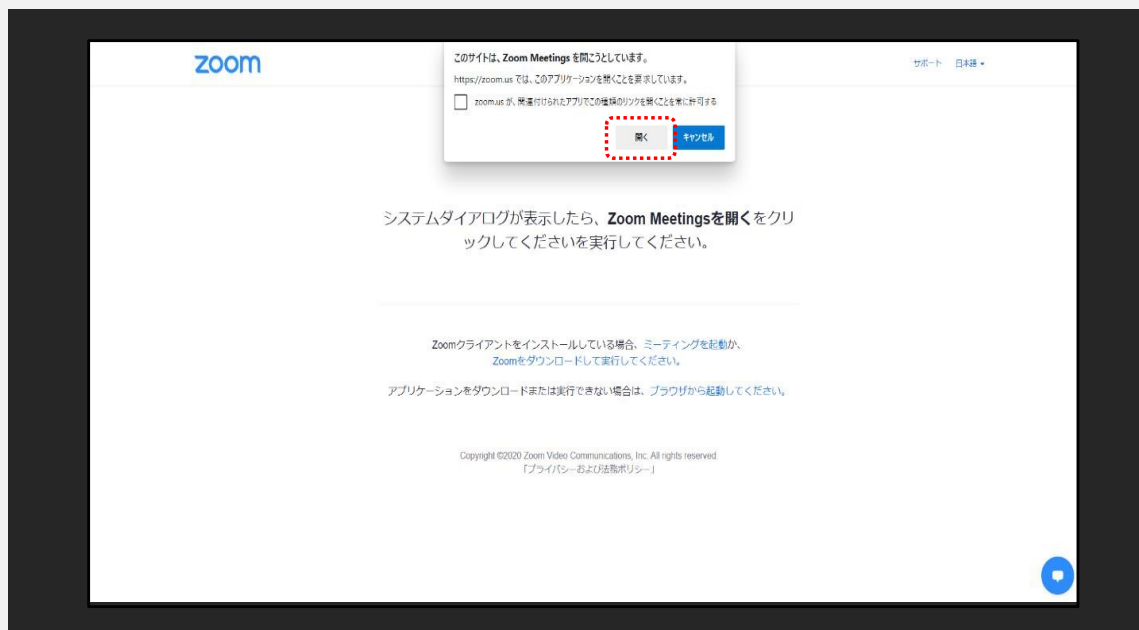 zoom
このサイトは、Zoom Meetings を開こうとしています。
https://zoom.us では、このアプリケーションを開くことを要求しています。
zoom.us が、関連付けられたアプリでこの種類のリンクを開くことを常に許可する
開く キャンセル
サポート 日本語
システムダイアログが表示したら、Zoom Meetingsを開くをクリ
ックしてくださいを実行してください。
Zoomクライアントをインストールしている場合、ミーティングを起動か、
Zoomをダウンロードして実行してください。
アプリケーションをダウンロードまたは実行できない場合は、ブラウザから起動してください。
Copyright ©2020 Zoom Video Communications, Inc. All rights reserved.
「プライバシーおよび法務ポリシー」